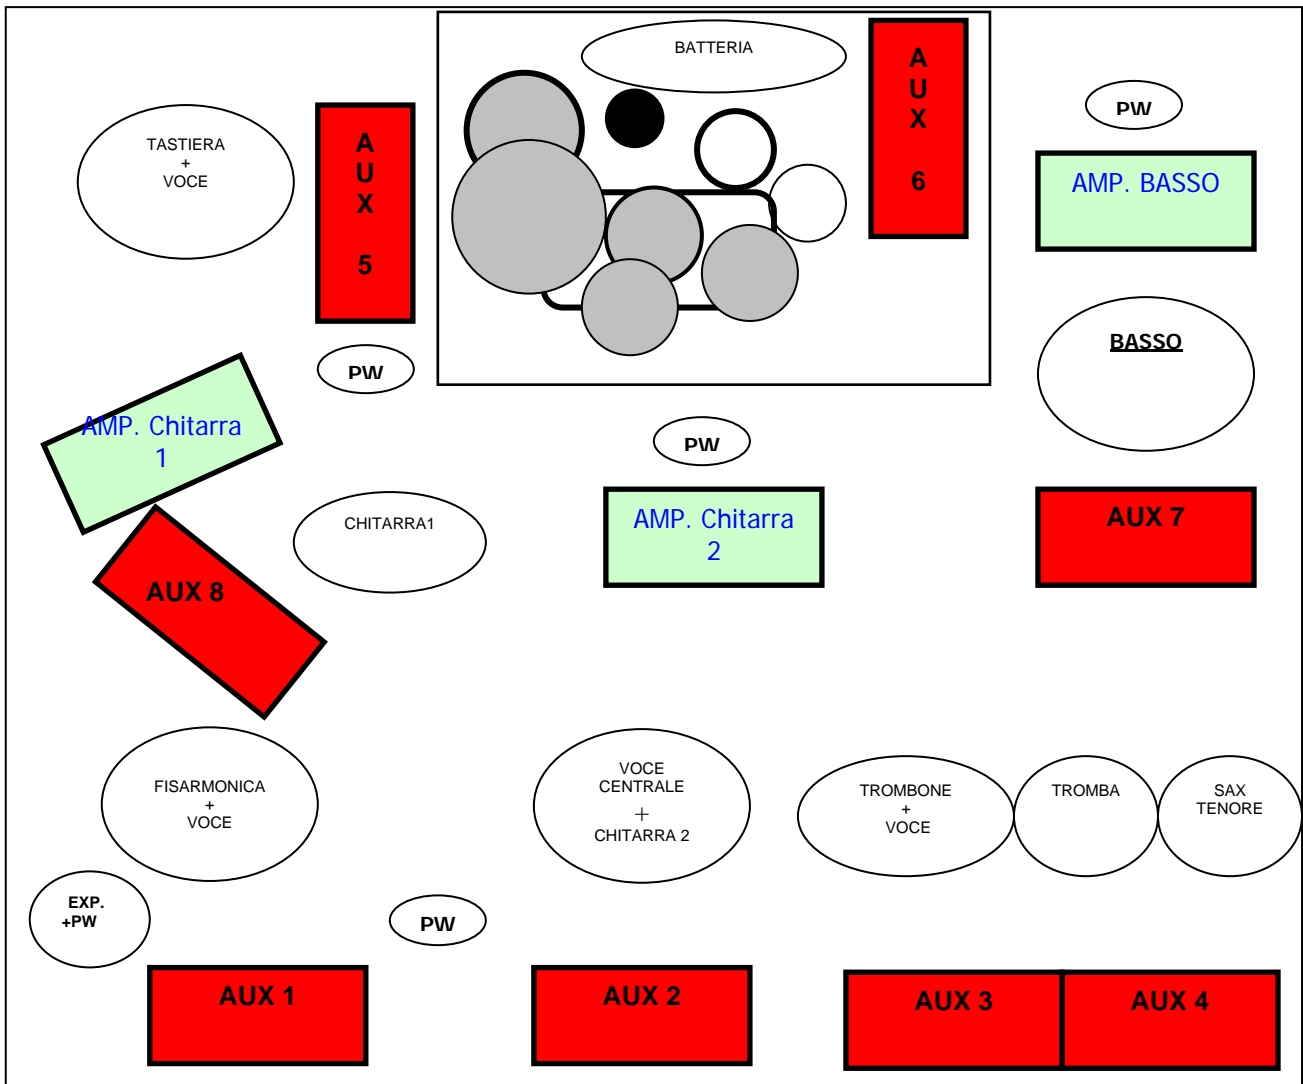 BATTERIA
A
U
X
6
PW
TASTIERA
+
VOCE
A
U
X
5
AMP. BASSO
BASSO
PW
AMP. Chitarra
1
PW
CHITARRA1
AMP. Chitarra
2
AUX 7
AUX 8
FISARMONICA
+
VOCE
VOCE
CENTRALE
+
CHITARRA 2
TROMBONE
+
VOCE
TROMBA
SAX
TENORE
EXP.
+PW
PW
AUX 1
AUX 2
AUX 3
AUX 4